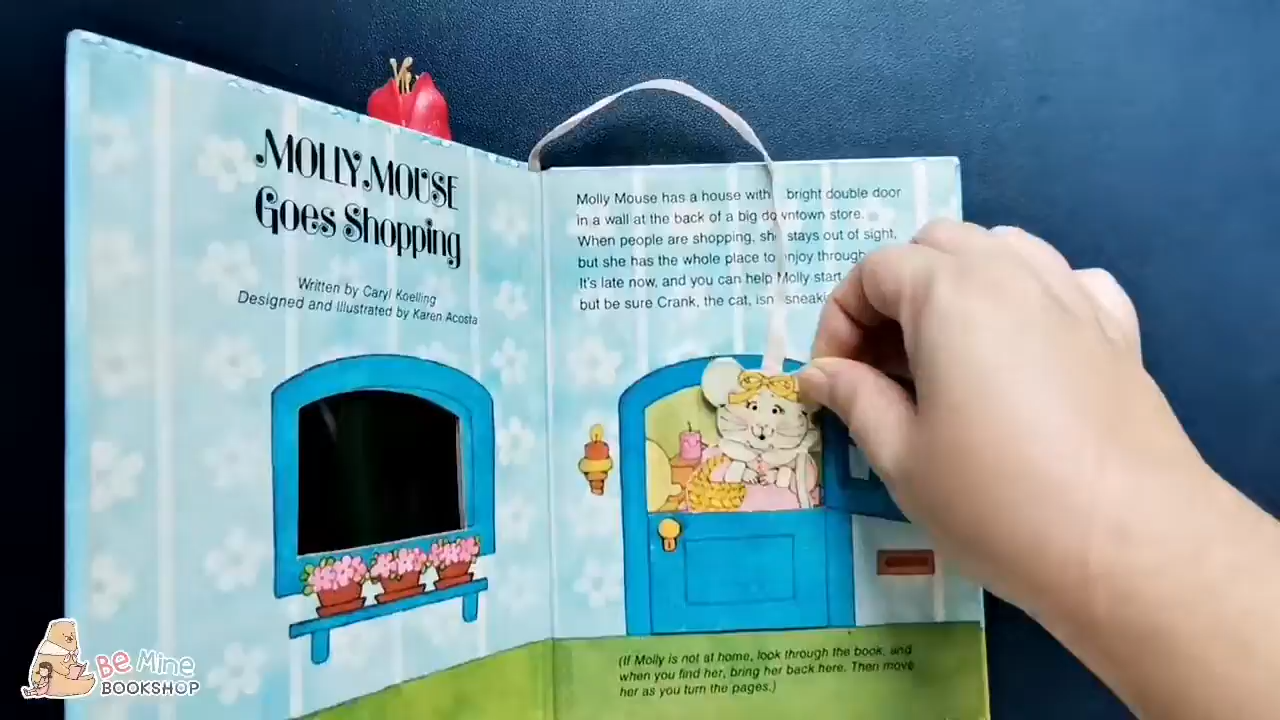 MOLLY MOUSE
Goes Shopping
Written by Caryl Koelling
Designed and Illustrated by Karen Acosta
Molly Mouse has a house with bright double door
in a wall at the back of a big downtown store.
When people are shopping, she stays out of sight,
but she has the whole place to enjoy through
It's late now, and you can help Molly start
but be sure Crank, the cat, isn
(If Molly is not at home, look through the book, and
when you find her, bring her back here. Then move
her as you turn the pages.)
Be Mine
BOOKSHOP